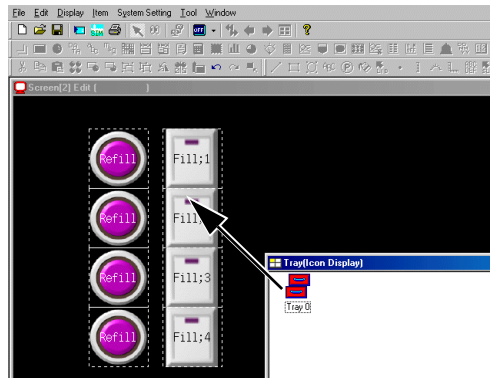 File Edit Display Item System Setting Tool Window
Screen[2] Edit ( )
Refill Fill;1
Refill Fill;
Refill Fill;3
Refill Fill;4
Tray(Icon Display)
Tray 0